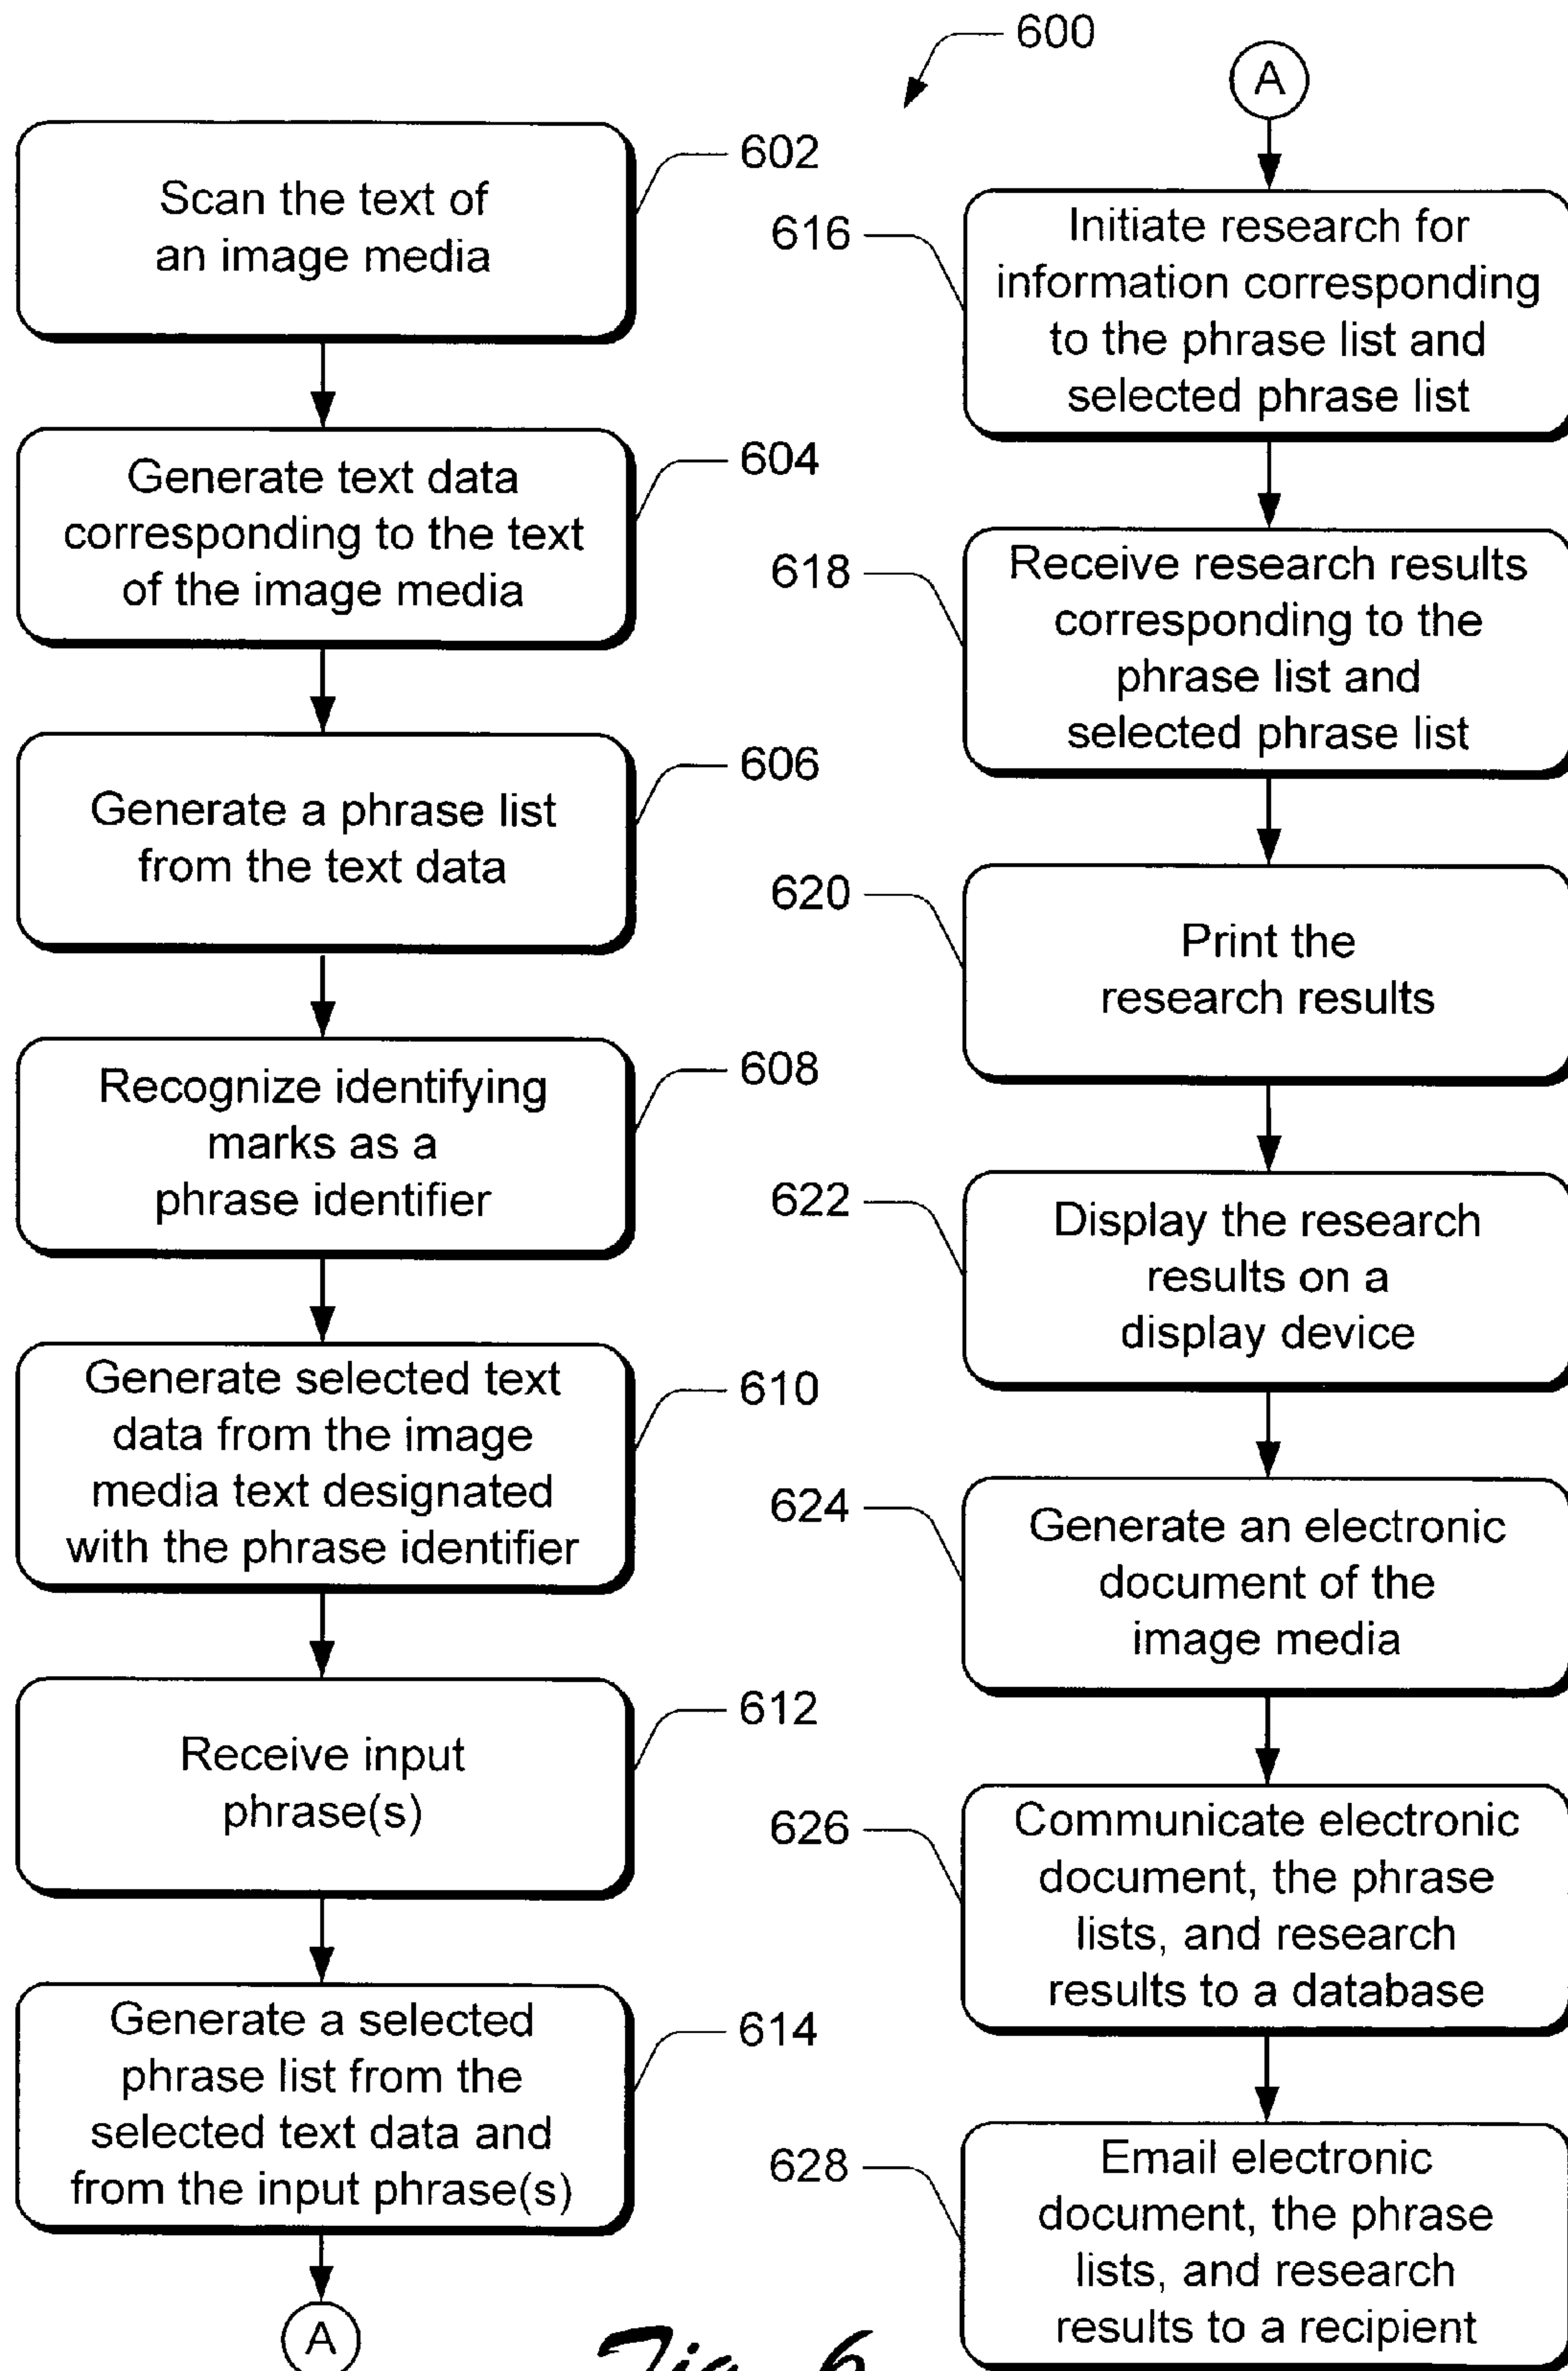 600
Scan the text of
an image media
602
Generate text data
corresponding to the text
of the image media
604
Generate a phrase list
from the text data
606
Recognize identifying
marks as a
phrase identifier
608
Generate selected text
data from the image
media text designated
with the phrase identifier
610
Receive input
phrase(s)
612
Generate a selected
phrase list from the
selected text data and
from the input phrase(s)
614
A
A
616
Initiate research for
information corresponding
to the phrase list and
selected phrase list
618
Receive research results
corresponding to the
phrase list and
selected phrase list
620
Print the
research results
622
Display the research
results on a
display device
624
Generate an electronic
document of the
image media
626
Communicate electronic
document, the phrase
lists, and research
results to a database
628
Email electronic
document, the phrase
lists, and research
results to a recipient
Fig. 6